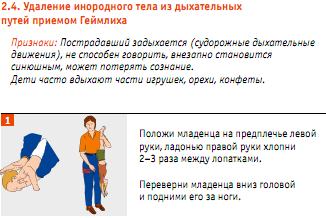 2.4. Удаление инородного тела из дыхательных
путей приемом Геймлиха
Признаки: Пострадавший задыхается (судорожные дыхательные
движения), не способен говорить, внезапно становится
синюшным, может потерять сознание.
Дети часто вдыхают части игрушек, орехи, конфеты.
1
Положи младенца на предплечье левой
руки, ладонью правой руки хлопни
2–3 раза между лопатками.
Переверни младенца вниз головой
и подними его за ноги.